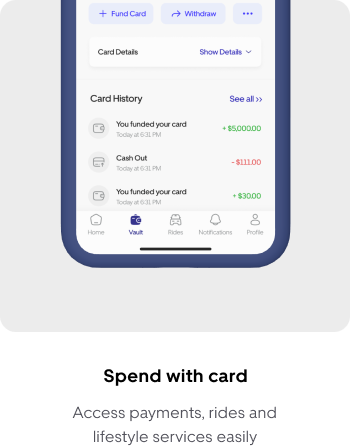 + Fund Card
Withdraw
Card Details
Show Details
Card History
See all >>
You funded your card
+ $5,000.00
Today at 6:31 PM
Cash Out
- $111.00
Today at 6:31 PM
You funded your card
+ $30.00
Today at 6:31 PM
Home
Vault
Rides
Notifications
Profile
Spend with card
Access payments, rides and
lifestyle services easily